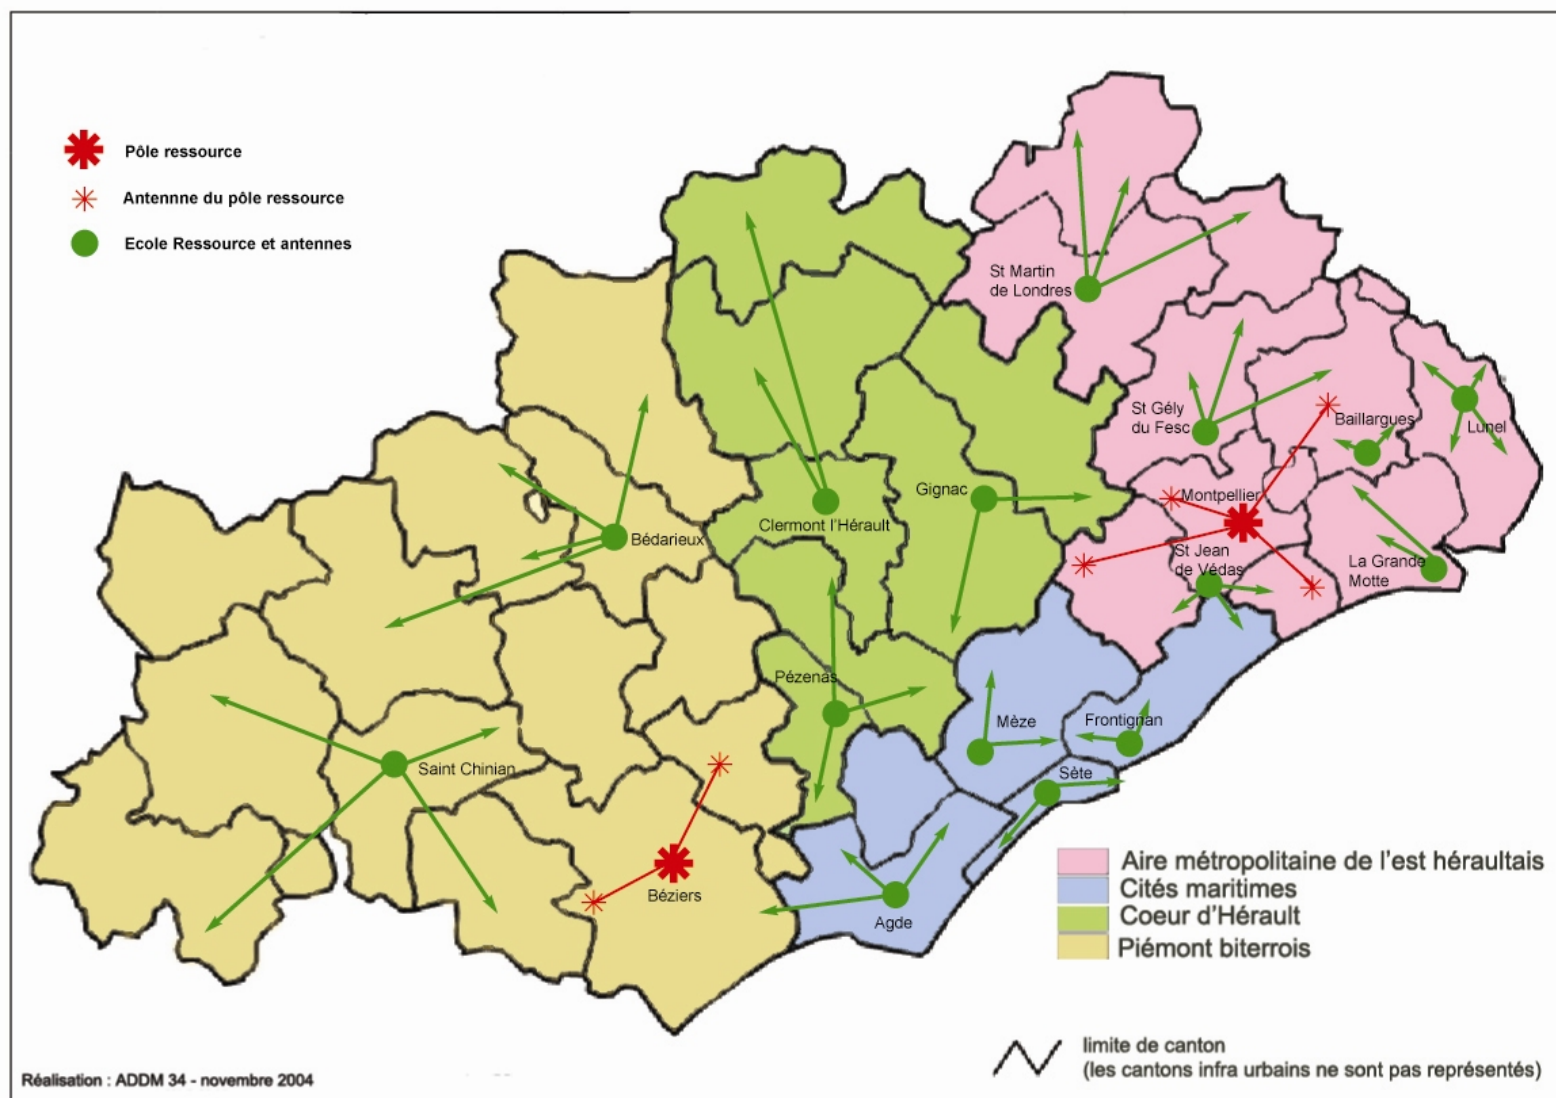 Pôle ressource
Antennne du pôle ressource
Ecole Ressource et antennes
St Martin
de Londres
St Gély
du Fesc
Baillargues
Lunel
Gignac
Montpellier
Clermont l'Hérault
Bédarieux
St Jean
de Védas
La Grande
Motte
Pézenas
Mèze
Frontignan
Saint Chinian
Sète
Béziers
Agde
Aire métropolitaine de l'est héraultais
Cités maritimes
Coeur d'Hérault
Piémont biterrois
limite de canton
(les cantons infra urbains ne sont pas représentés)
Réalisation : ADDM 34 - novembre 2004